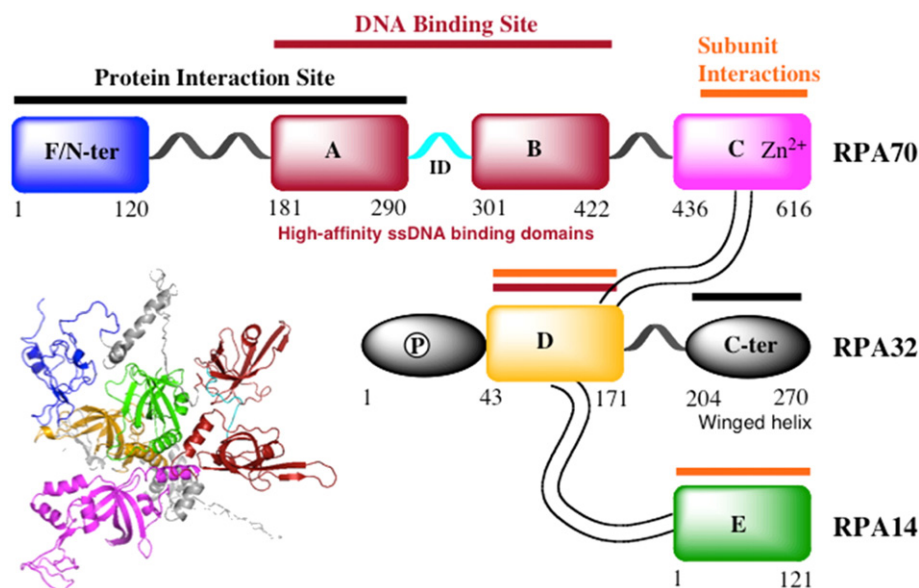 DNA Binding Site
Subunit
Interactions
Protein Interaction Site
F/N-ter
A
ID
B
C Zn²⁺
RPA70
1
120
181
290
301
422
436
616
High-affinity ssDNA binding domains
P
D
C-ter
RPA32
1
43
171
204
270
Winged helix
E
RPA14
1
121